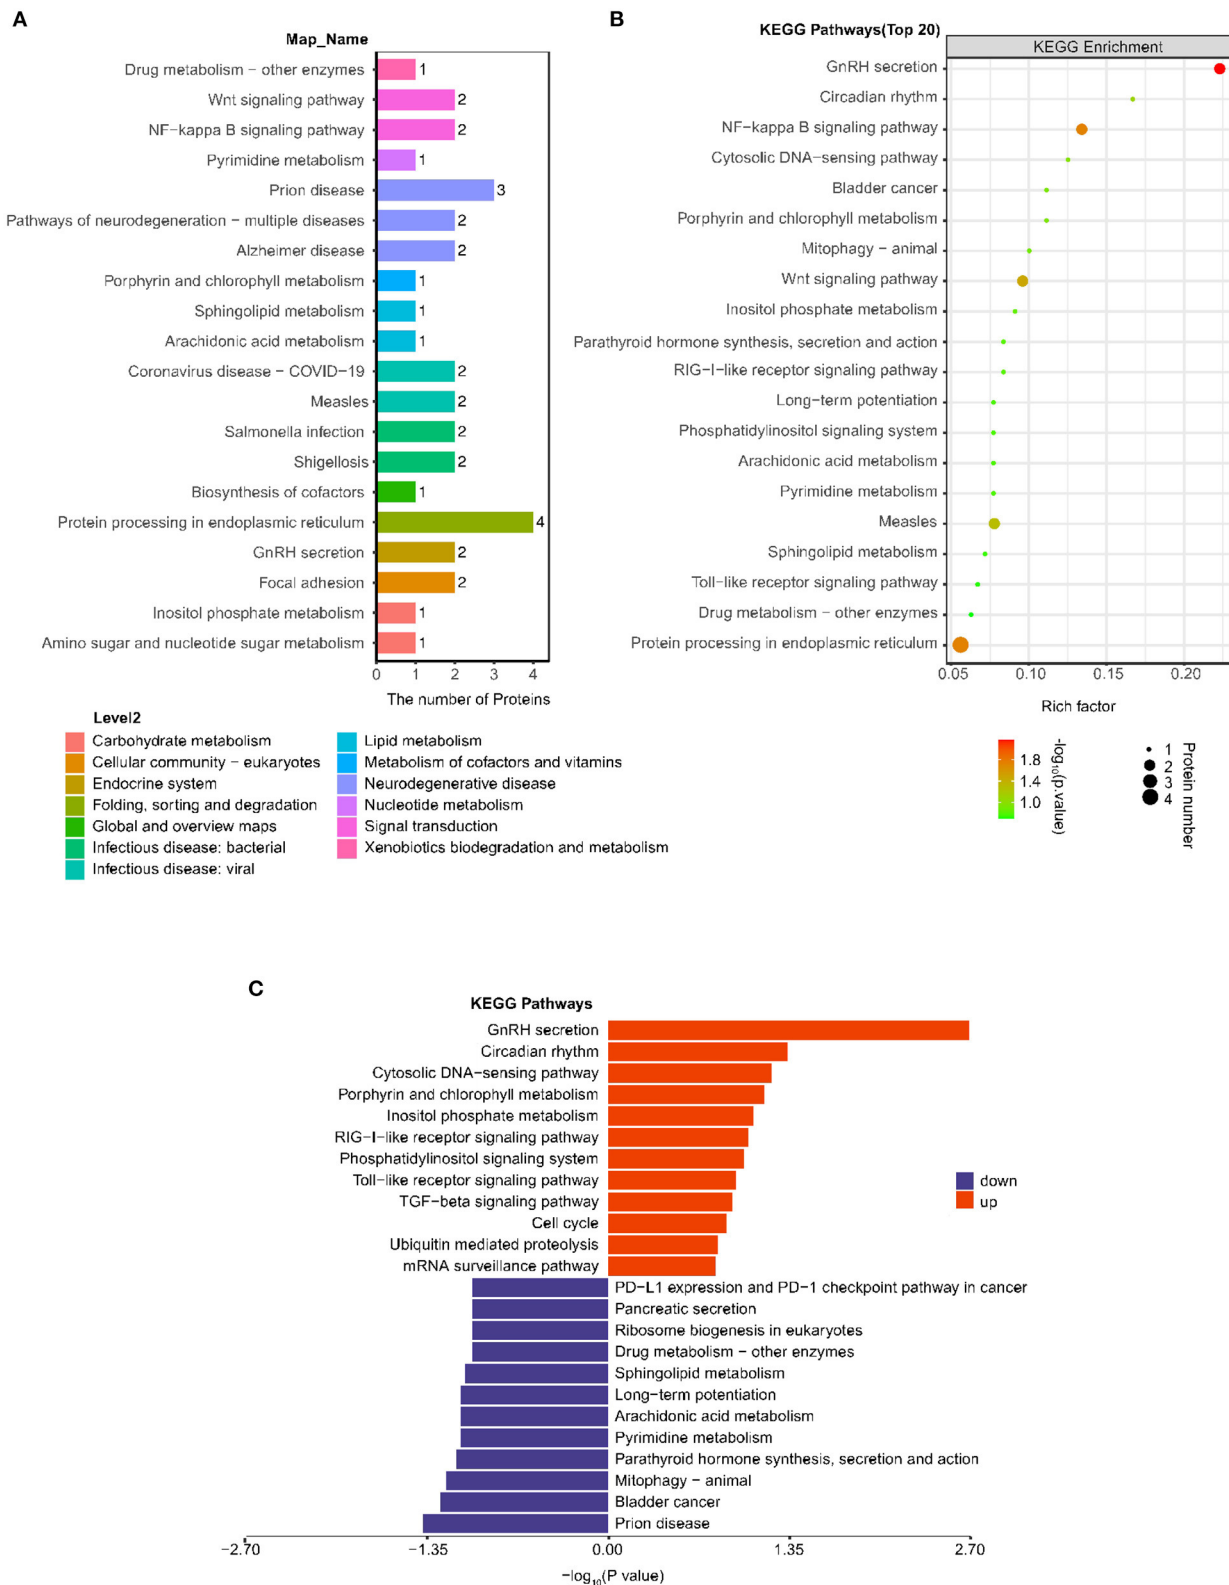 A
Map_Name
Drug metabolism − other enzymes 1
Wnt signaling pathway 2
NF−kappa B signaling pathway 2
Pyrimidine metabolism 1
Prion disease 3
Pathways of neurodegeneration − multiple diseases 2
Alzheimer disease 2
Porphyrin and chlorophyll metabolism 1
Sphingolipid metabolism 1
Arachidonic acid metabolism 1
Coronavirus disease − COVID−19 2
Measles 2
Salmonella infection 2
Shigellosis 2
Biosynthesis of cofactors 1
Protein processing in endoplasmic reticulum 4
GnRH secretion 2
Focal adhesion 2
Inositol phosphate metabolism 1
Amino sugar and nucleotide sugar metabolism 1
0 1 2 3 4
The number of Proteins
Level2
Carbohydrate metabolism
Cellular community − eukaryotes
Endocrine system
Folding, sorting and degradation
Global and overview maps
Infectious disease: bacterial
Infectious disease: viral
Lipid metabolism
Metabolism of cofactors and vitamins
Neurodegenerative disease
Nucleotide metabolism
Signal transduction
Xenobiotics biodegradation and metabolism
B
KEGG Pathways(Top 20)
KEGG Enrichment
GnRH secretion
Circadian rhythm
NF−kappa B signaling pathway
Cytosolic DNA−sensing pathway
Bladder cancer
Porphyrin and chlorophyll metabolism
Mitophagy − animal
Wnt signaling pathway
Inositol phosphate metabolism
Parathyroid hormone synthesis, secretion and action
RIG−I−like receptor signaling pathway
Long−term potentiation
Phosphatidylinositol signaling system
Arachidonic acid metabolism
Pyrimidine metabolism
Measles
Sphingolipid metabolism
Toll−like receptor signaling pathway
Drug metabolism − other enzymes
Protein processing in endoplasmic reticulum
0.05 0.10 0.15 0.20
Rich factor
1.8
1.4
1.0
-log10(p.value)
1
2
3
4
Protein number
C
KEGG Pathways
GnRH secretion
Circadian rhythm
Cytosolic DNA−sensing pathway
Porphyrin and chlorophyll metabolism
Inositol phosphate metabolism
RIG−I−like receptor signaling pathway
Phosphatidylinositol signaling system
Toll−like receptor signaling pathway
TGF−beta signaling pathway
Cell cycle
Ubiquitin mediated proteolysis
mRNA surveillance pathway
down
up
PD−L1 expression and PD−1 checkpoint pathway in cancer
Pancreatic secretion
Ribosome biogenesis in eukaryotes
Drug metabolism − other enzymes
Sphingolipid metabolism
Long−term potentiation
Arachidonic acid metabolism
Pyrimidine metabolism
Parathyroid hormone synthesis, secretion and action
Mitophagy − animal
Bladder cancer
Prion disease
−2.70 −1.35 0.00 1.35 2.70
−log10(P value)